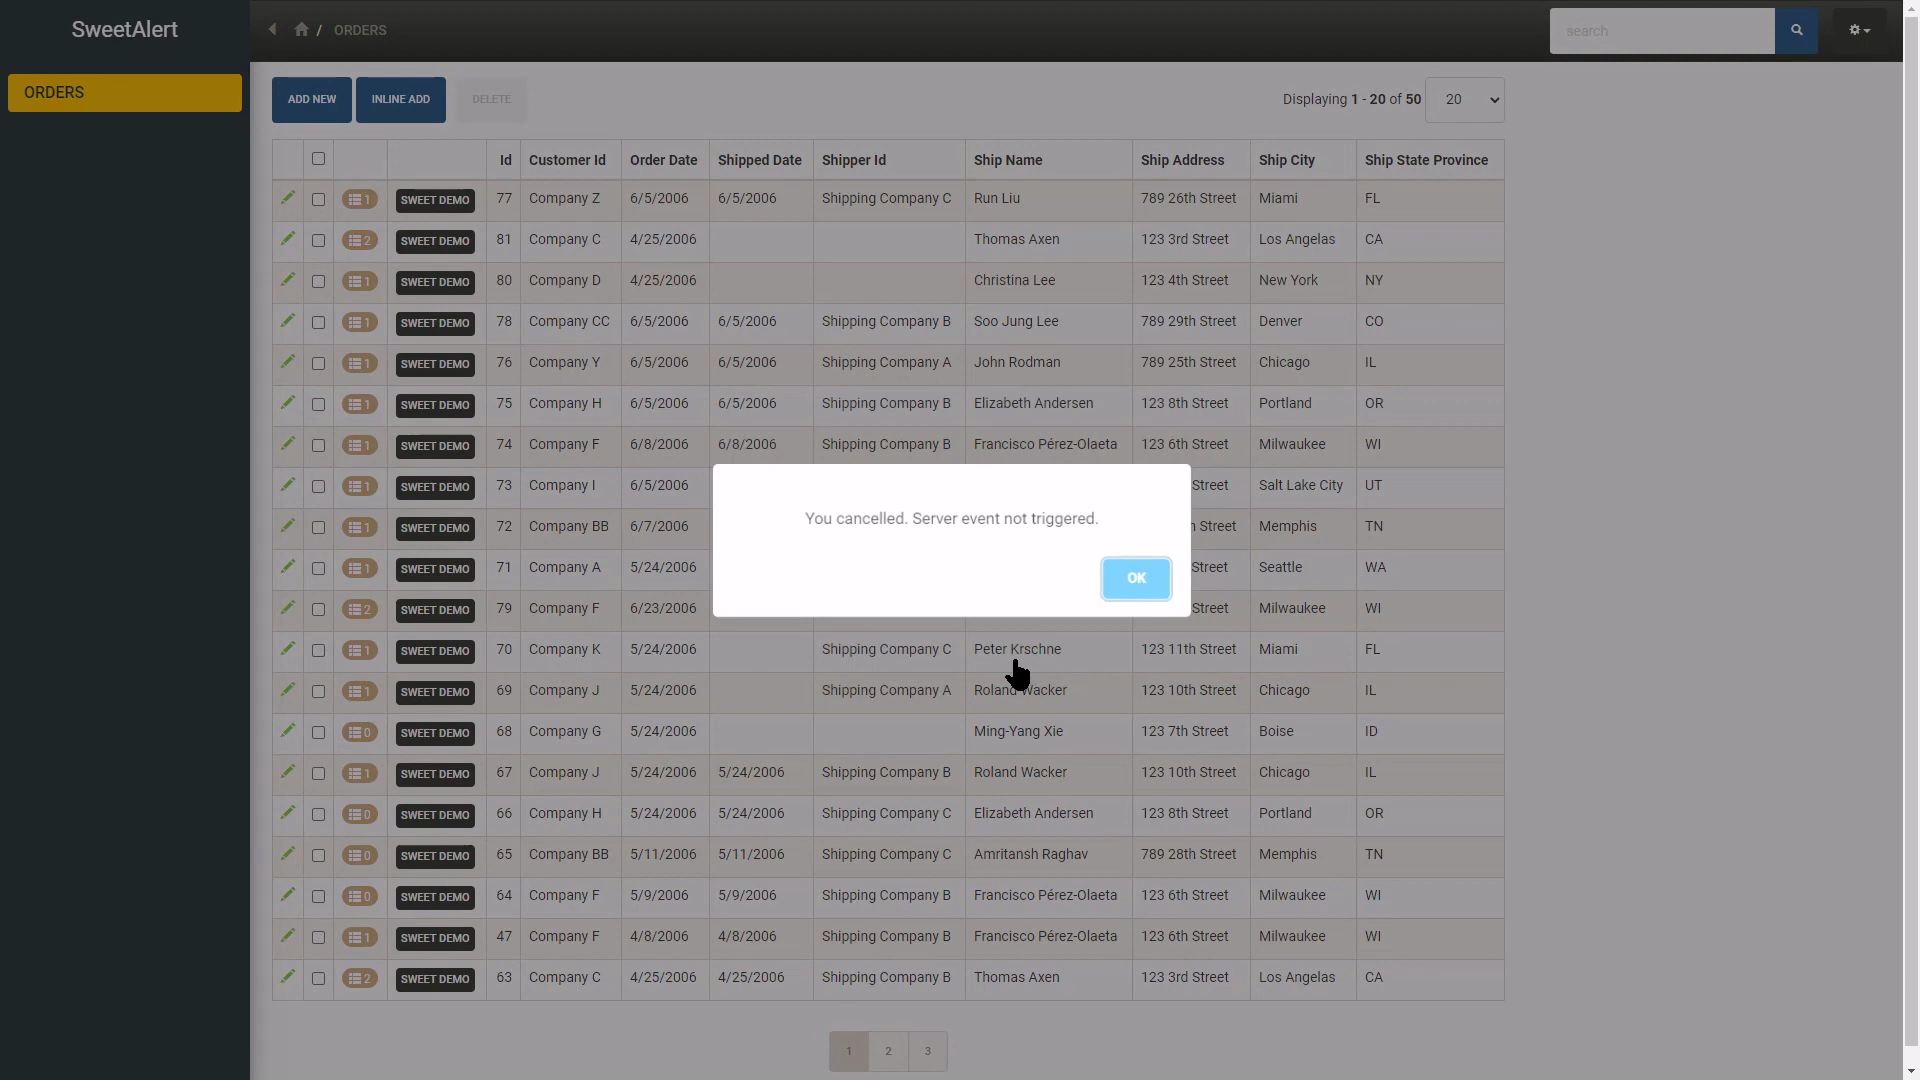 SweetAlert
/ ORDERS
search
ORDERS
ADD NEW INLINE ADD DELETE
Displaying 1 - 20 of 50 20
Id Customer Id Order Date Shipped Date Shipper Id Ship Name Ship Address Ship City Ship State Province
1 SWEET DEMO 77 Company Z 6/5/2006 6/5/2006 Shipping Company C Run Liu 789 26th Street Miami FL
2 SWEET DEMO 81 Company C 4/25/2006 Thomas Axen 123 3rd Street Los Angelas CA
1 SWEET DEMO 80 Company D 4/25/2006 Christina Lee 123 4th Street New York NY
1 SWEET DEMO 78 Company CC 6/5/2006 6/5/2006 Shipping Company B Soo Jung Lee 789 29th Street Denver CO
1 SWEET DEMO 76 Company Y 6/5/2006 6/5/2006 Shipping Company A John Rodman 789 25th Street Chicago IL
1 SWEET DEMO 75 Company H 6/5/2006 6/5/2006 Shipping Company B Elizabeth Andersen 123 8th Street Portland OR
1 SWEET DEMO 74 Company F 6/8/2006 6/8/2006 Shipping Company B Francisco Pérez-Olaeta 123 6th Street Milwaukee WI
1 SWEET DEMO 73 Company I 6/5/2006 Street Salt Lake City UT
1 SWEET DEMO 72 Company BB 6/7/2006 Street Memphis TN
1 SWEET DEMO 71 Company A 5/24/2006 Street Seattle WA
2 SWEET DEMO 79 Company F 6/23/2006 Street Milwaukee WI
You cancelled. Server event not triggered.
OK
1 SWEET DEMO 70 Company K 5/24/2006 Shipping Company C Peter Krschne 123 11th Street Miami FL
1 SWEET DEMO 69 Company J 5/24/2006 Shipping Company A Roland Wacker 123 10th Street Chicago IL
0 SWEET DEMO 68 Company G 5/24/2006 Ming-Yang Xie 123 7th Street Boise ID
1 SWEET DEMO 67 Company J 5/24/2006 5/24/2006 Shipping Company B Roland Wacker 123 10th Street Chicago IL
0 SWEET DEMO 66 Company H 5/24/2006 5/24/2006 Shipping Company C Elizabeth Andersen 123 8th Street Portland OR
0 SWEET DEMO 65 Company BB 5/11/2006 5/11/2006 Shipping Company C Amritansh Raghav 789 28th Street Memphis TN
0 SWEET DEMO 64 Company F 5/9/2006 5/9/2006 Shipping Company B Francisco Pérez-Olaeta 123 6th Street Milwaukee WI
1 SWEET DEMO 47 Company F 4/8/2006 4/8/2006 Shipping Company B Francisco Pérez-Olaeta 123 6th Street Milwaukee WI
2 SWEET DEMO 63 Company C 4/25/2006 4/25/2006 Shipping Company B Thomas Axen 123 3rd Street Los Angelas CA
1 2 3